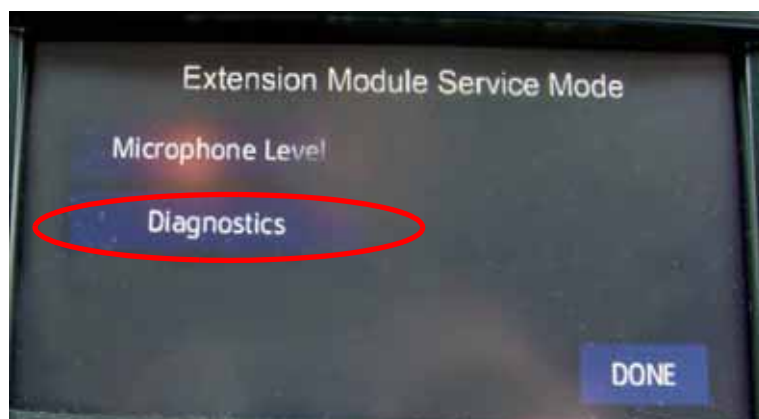 Extension Module Service Mode
Microphone Level
Diagnostics
DONE